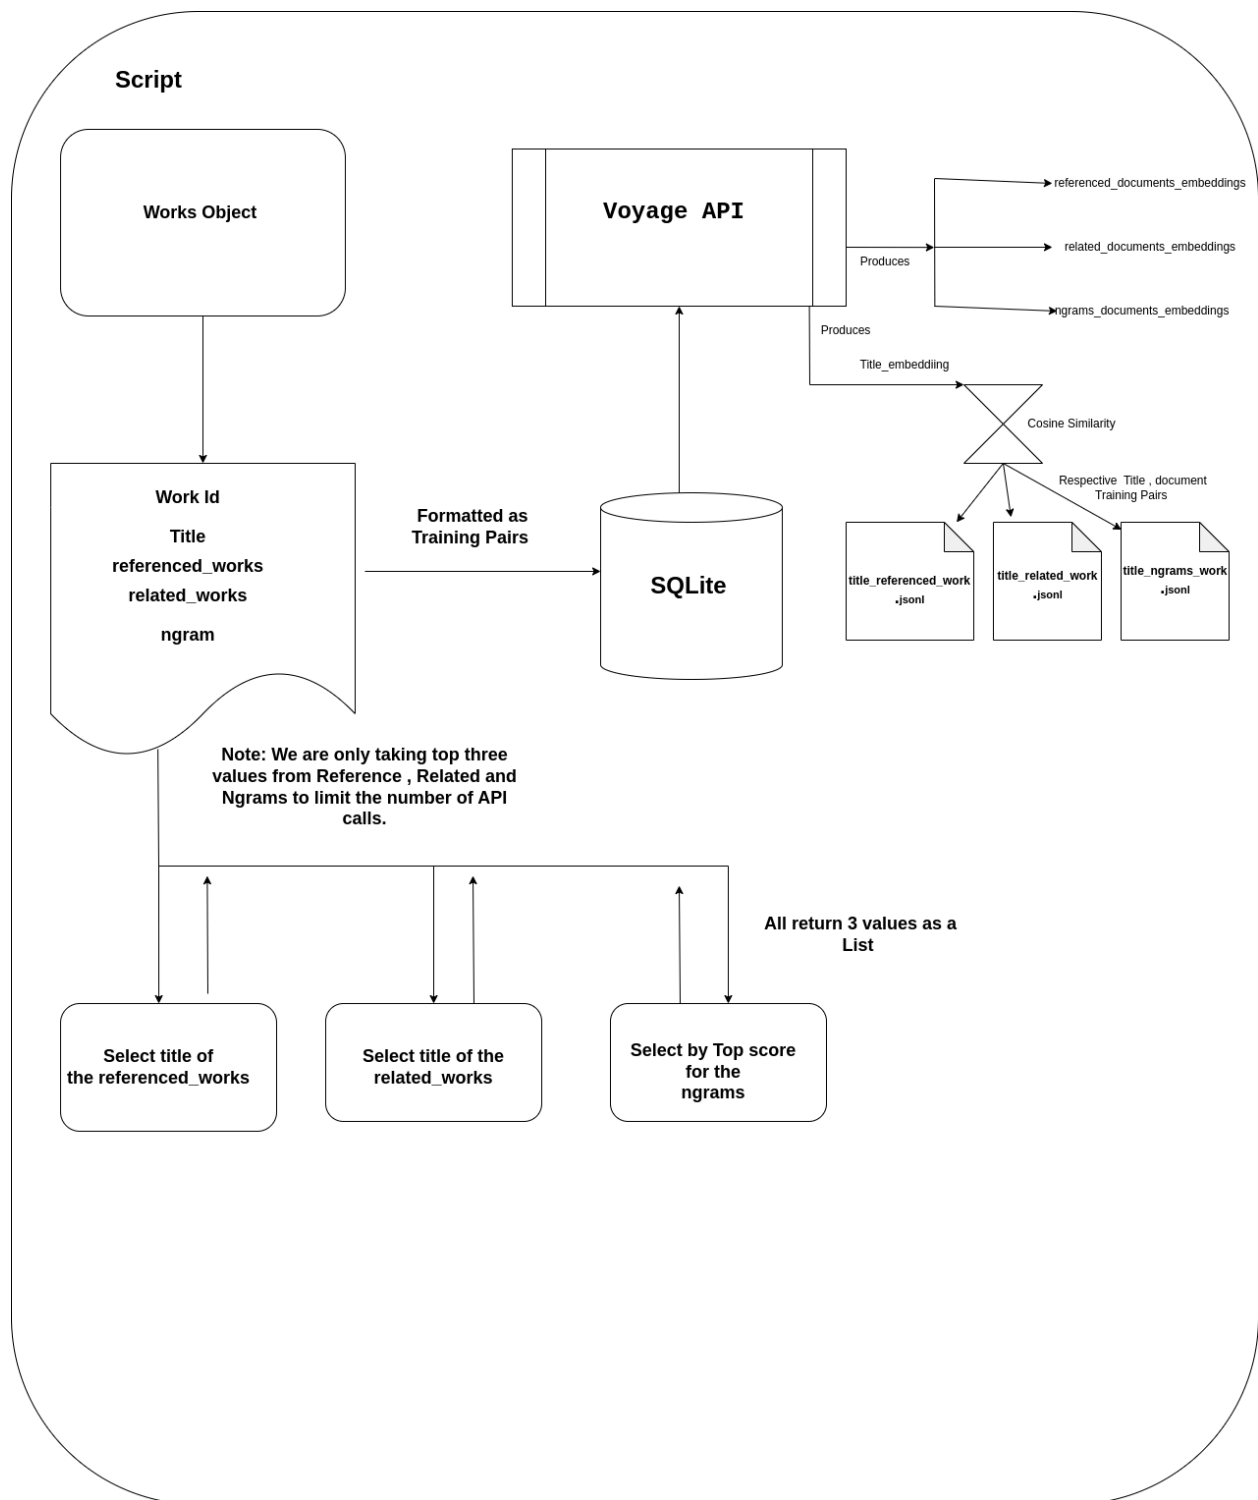 Script
Works Object
Voyage API
referenced_documents_embeddings
related_documents_embeddings
Produces
ngrams_documents_embeddings
Produces
Title_embeddiing
Cosine Similarity
Respective Title , document
Training Pairs
Work Id
Title
referenced_works
related_works
ngram
Formatted as
Training Pairs
SQLite
title_referenced_work
.jsonl
title_related_work
.jsonl
title_ngrams_work
.jsonl
Note: We are only taking top three
values from Reference , Related and
Ngrams to limit the number of API
calls.
All return 3 values as a
List
Select title of
the referenced_works
Select title of the
related_works
Select by Top score
for the
ngrams